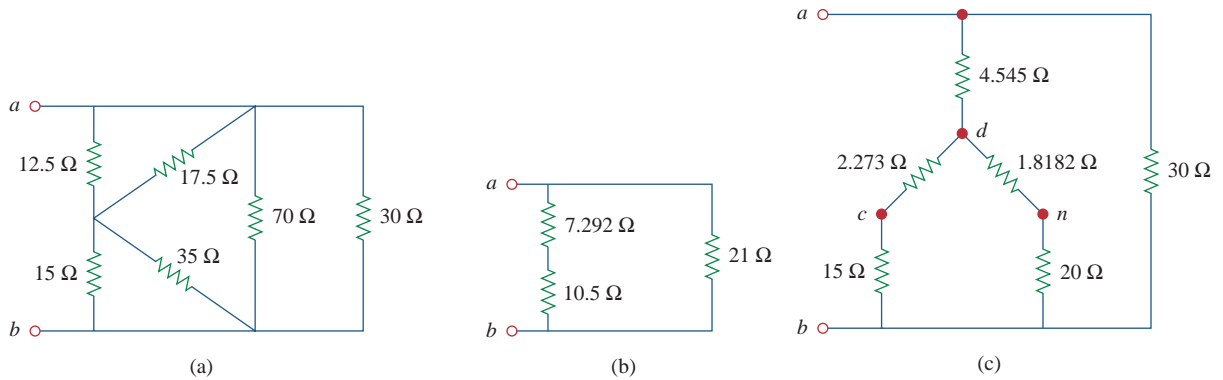 a
12.5 Ω
17.5 Ω
70 Ω
30 Ω
15 Ω
35 Ω
b
(a)
a
7.292 Ω
21 Ω
10.5 Ω
b
(b)
a
4.545 Ω
d
2.273 Ω
1.8182 Ω
30 Ω
c
n
15 Ω
20 Ω
b
(c)